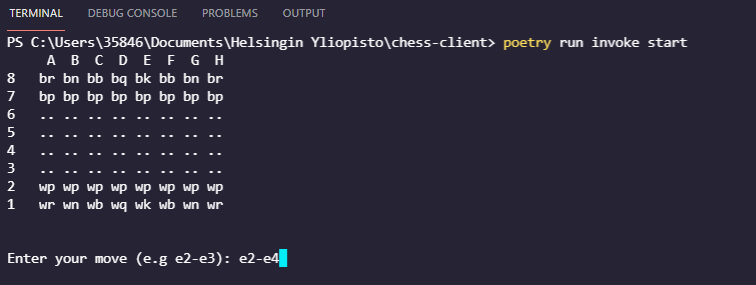 TERMINAL DEBUG CONSOLE PROBLEMS OUTPUT
PS C:\Users\35846\Documents\Helsingin Yliopisto\chess-client> poetry run invoke start
A B C D E F G H
8 br bn bb bq bk bb bn br
7 bp bp bp bp bp bp bp bp
6 .. .. .. .. .. .. .. ..
5 .. .. .. .. .. .. .. ..
4 .. .. .. .. .. .. .. ..
3 .. .. .. .. .. .. .. ..
2 wp wp wp wp wp wp wp wp
1 wr wn wb wq wk wb wn wr
Enter your move (e.g e2-e3): e2-e4